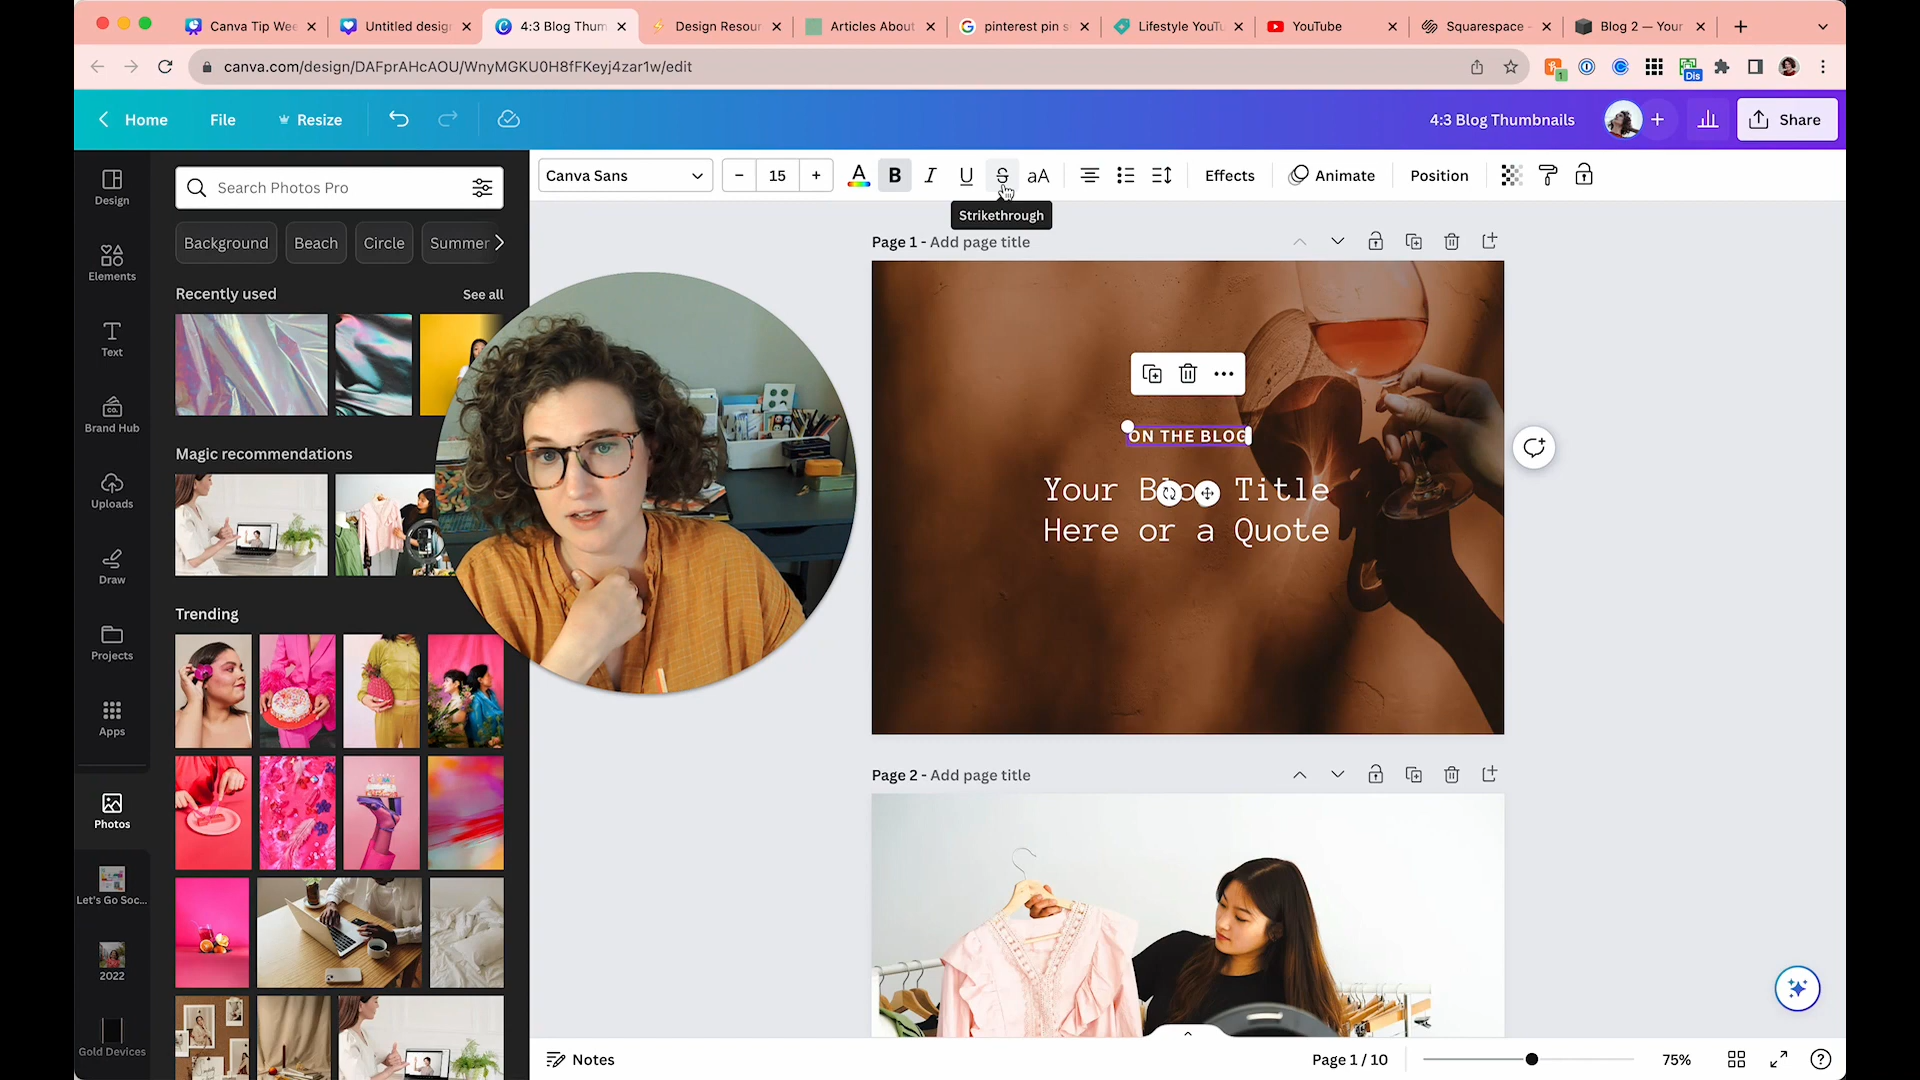 Canva Tip Wee
Untitled desig
4:3 Blog Thum
Design Resour
Articles About
pinterest pin s
Lifestyle YouTu
YouTube
Squarespace -
Blog 2 — Your
canva.com/design/DAFprAHcAOU/WnyMGKU0H8fFKeyj4zar1w/edit
1
Dis
Home
File
Resize
4:3 Blog Thumbnails
Share
Canva Sans
15
A
B
I
U
S
aA
Effects
Animate
Position
Strikethrough
Design
Elements
Text
Brand Hub
Uploads
Draw
Projects
Apps
Photos
Let's Go Soc...
2022
Gold Devices
Search Photos Pro
Background
Beach
Circle
Summer
Recently used
See all
Magic recommendations
Trending
Page 1 - Add page title
ON THE BLOG
Your Blog Title
Here or a Quote
Page 2 - Add page title
Notes
Page 1 / 10
75%